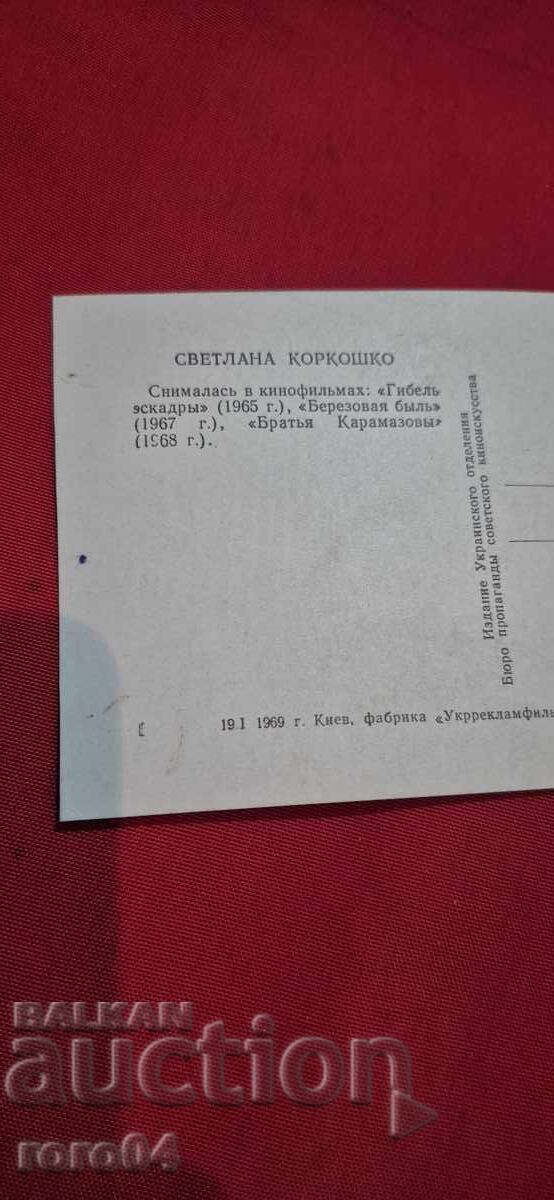 СВЕТЛАНА КОРКОШКО
Снималась в кинофильмах: «Гибель
эскадры» (1965 г.), «Березовая быль»
(1967 г.), «Братья Карамазовы»
(1968 г.).
Издание Украинского отделения
Бюро пропаганды советского киноискусства
19.I 1969 г. Киев, фабрика «Укррекламфиль
BALKAN
auction
roro04